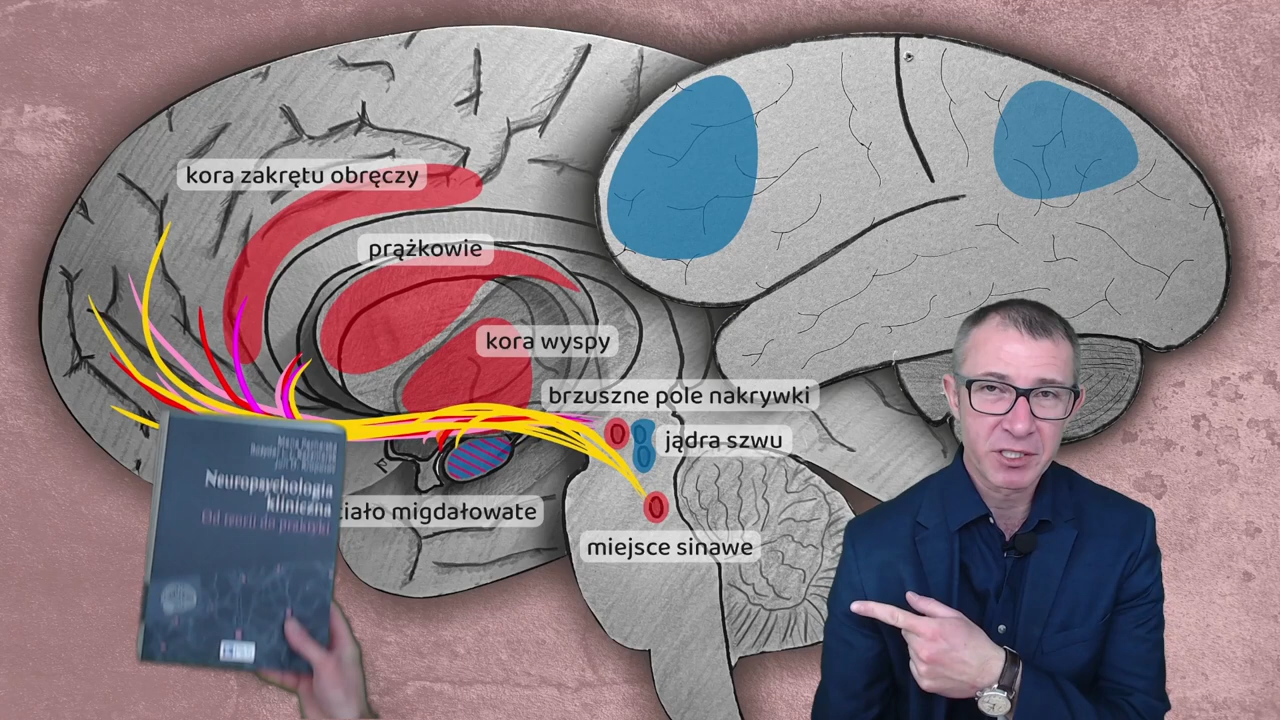 kora zakrętu obręczy
prążkowie
kora wyspy
brzuszne pole nakrywki
jądra szwu
ciało migdałowate
miejsce sinawe
Neuropsychologia
kliniczna
Od teorii do praktyki